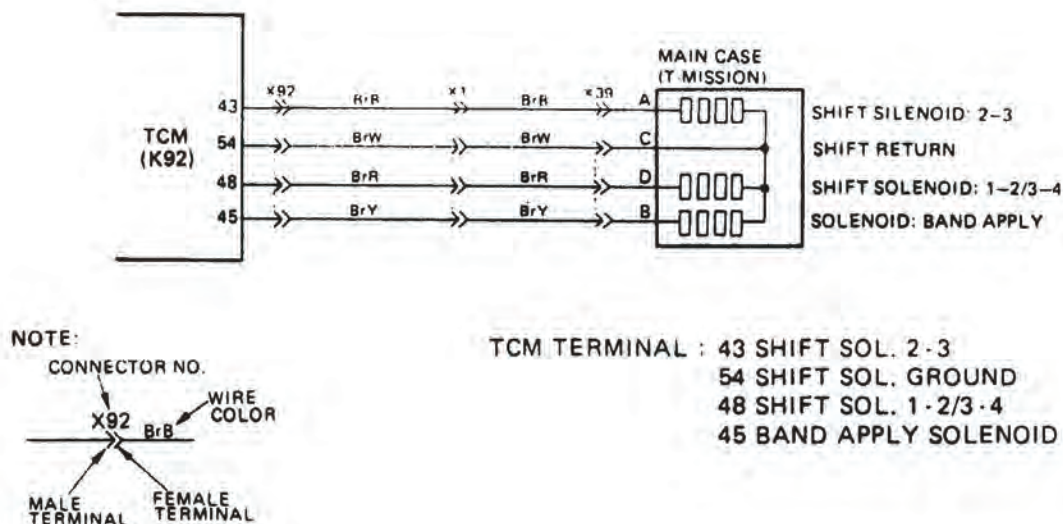 MAIN CASE
(T-MISSION)
TCM
(K92)
43 X92 BrB X1 BrB X39 A SHIFT SILENOID: 2-3
54 BrW BrW C SHIFT RETURN
48 BrR BrR D SHIFT SOLENOID: 1-2/3-4
45 BrY BrY B SOLENOID: BAND APPLY
NOTE:
CONNECTOR NO.
WIRE
COLOR
X92 BrB
MALE
TERMINAL
FEMALE
TERMINAL
TCM TERMINAL : 43 SHIFT SOL. 2-3
54 SHIFT SOL. GROUND
48 SHIFT SOL. 1-2/3-4
45 BAND APPLY SOLENOID